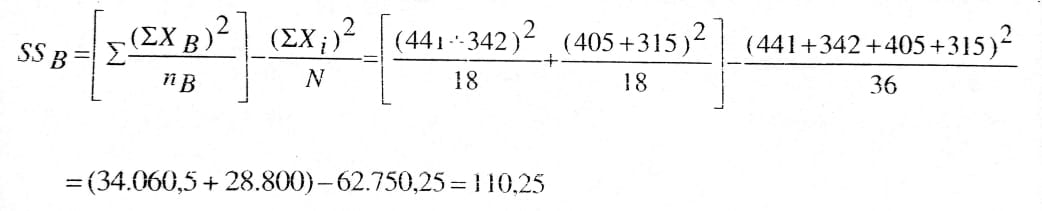 SS_B = [ Σ (ΣX_B)² / n_B ] − (ΣX_i)² / N = [ (441+342)² / 18 + (405+315)² / 18 ] − (441+342+405+315)² / 36
= (34.060,5 + 28.800) − 62.750,25 = 110,25